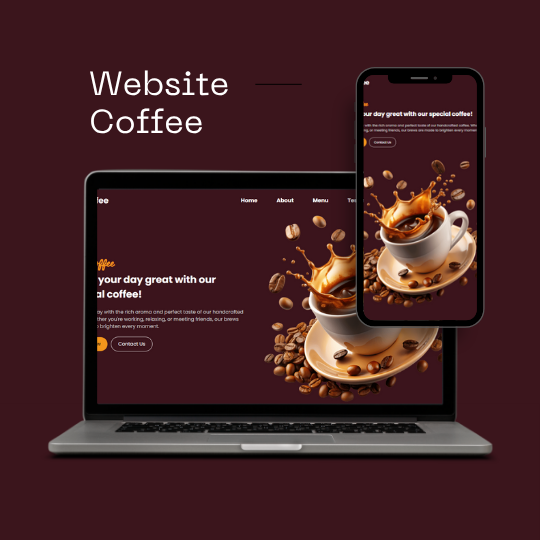 Website
Coffee
fee
Home About Menu Te
offee
your day great with our
al coffee!
ay with the rich aroma and perfect taste of our handcrafted
ther you're working, relaxing, or meeting friends, our brews
brighten every moment.
Contact Us
ee
our day great with our special coffee!
with the rich aroma and perfect taste of our handcrafted coffee.
or meeting friends, our brews are made to brighten every moment
Contact Us